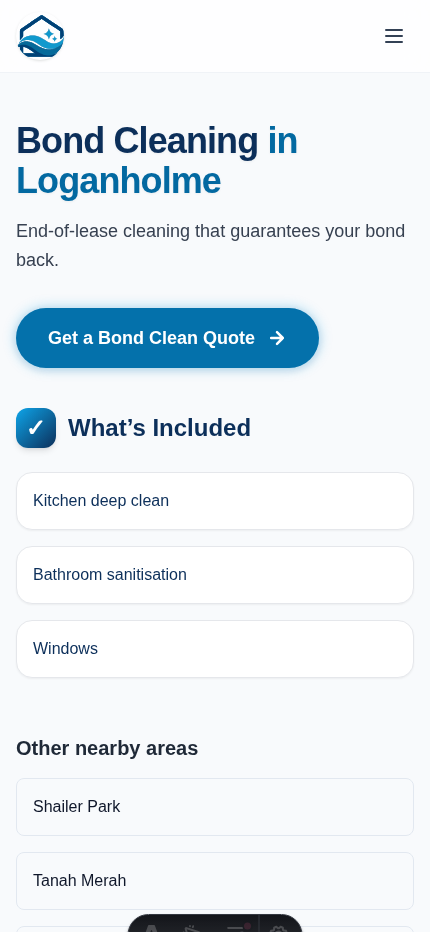 Bond Cleaning in
Loganholme
End-of-lease cleaning that guarantees your bond
back.
Get a Bond Clean Quote →
✓ What’s Included
Kitchen deep clean
Bathroom sanitisation
Windows
Other nearby areas
Shailer Park
Tanah Merah